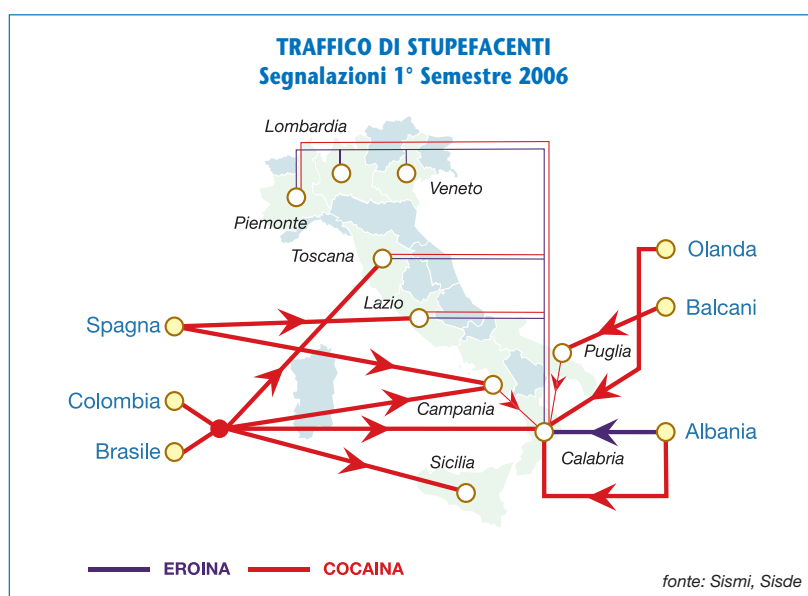 TRAFFICO DI STUPEFACENTI
Segnalazioni 1° Semestre 2006
Lombardia
Veneto
Piemonte
Toscana
Olanda
Lazio
Balcani
Spagna
Puglia
Colombia
Campania
Albania
Brasile
Sicilia
Calabria
EROINA
COCAINA
fonte: Sismi, Sisde